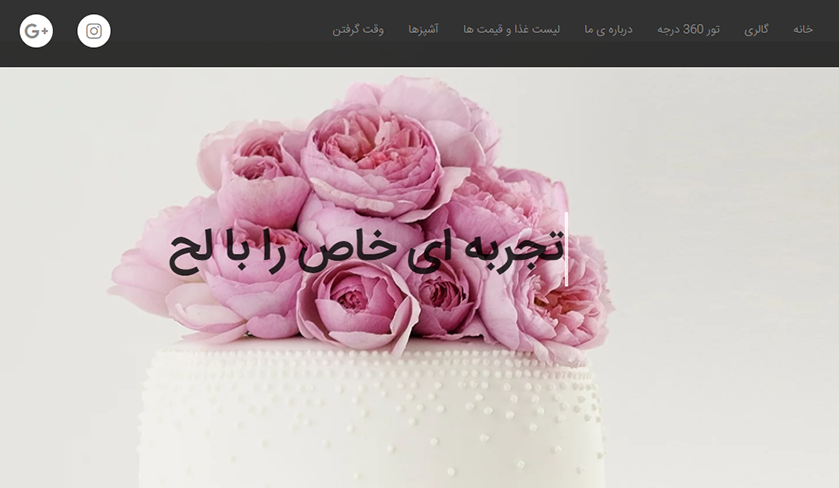 خانه
گالری
تور 360 درجه
درباره ی ما
لیست غذا و قیمت ها
آشپزها
وقت گرفتن
G+
تجربه ای خاص را با لح